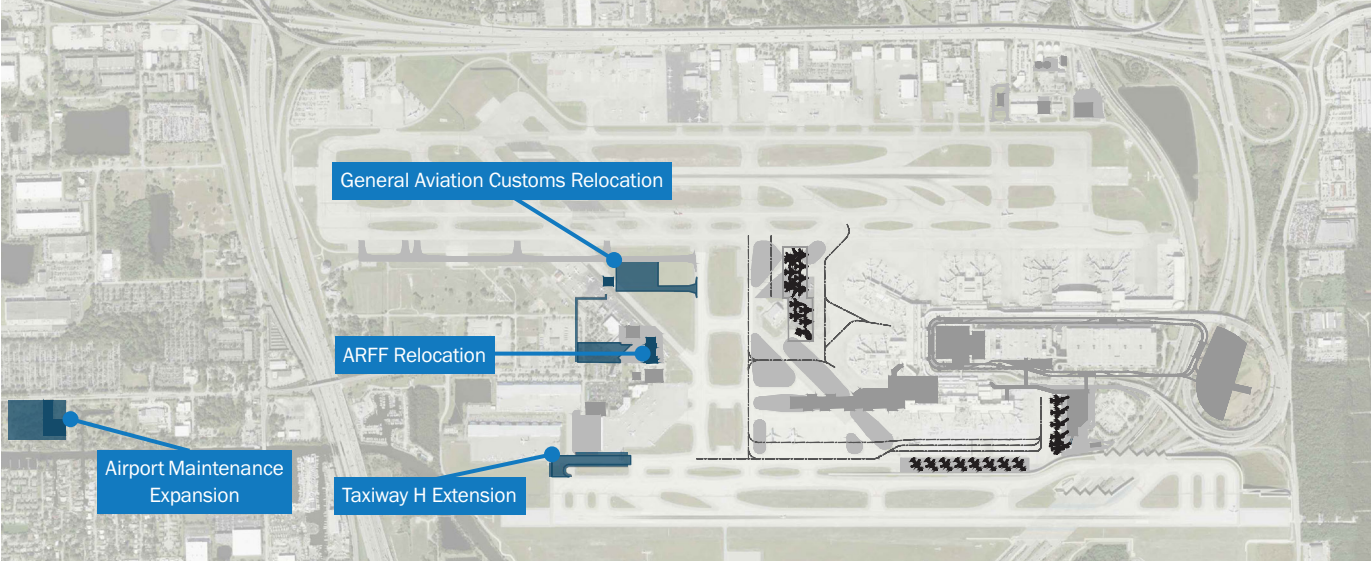 General Aviation Customs Relocation
ARFF Relocation
Airport Maintenance
Expansion
Taxiway H Extension